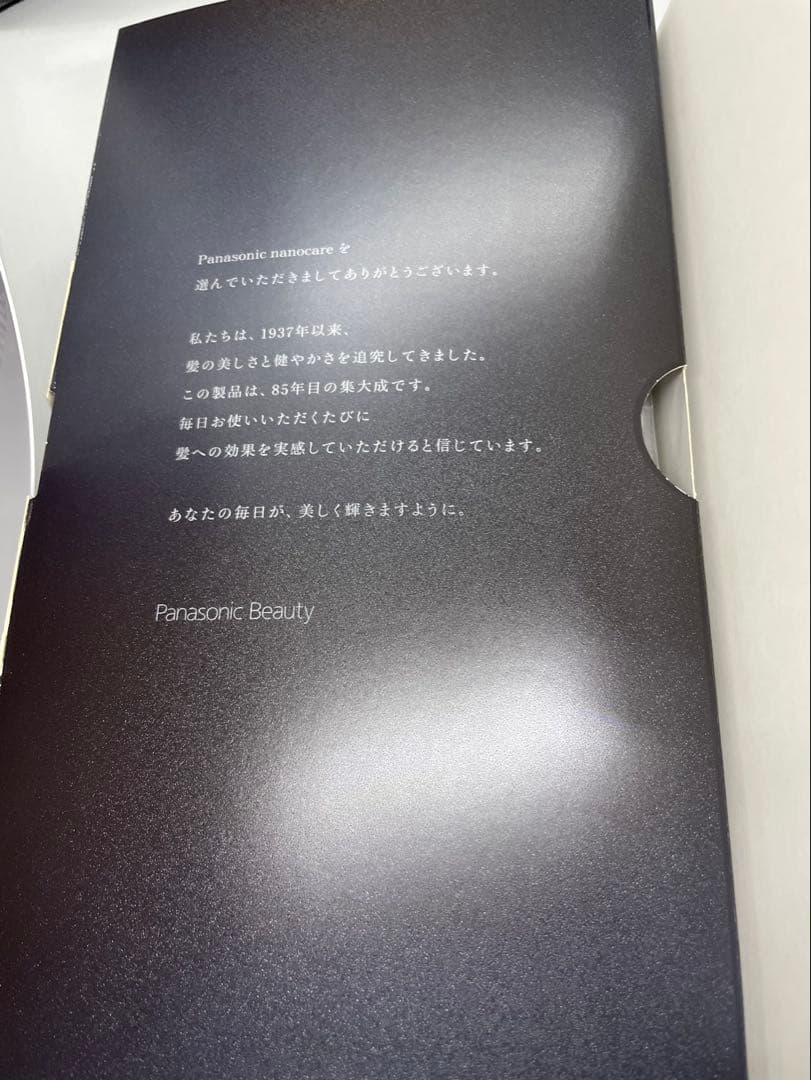 Panasonic nanocare を
選んでいただきましてありがとうございます。
私たちは、1937年以来、
髪の美しさと健やかさを追究してきました。
この製品は、85年目の集大成です。
毎日お使いいただくたびに
髪への効果を実感していただけると信じています。
あなたの毎日が、美しく輝きますように。
Panasonic Beauty